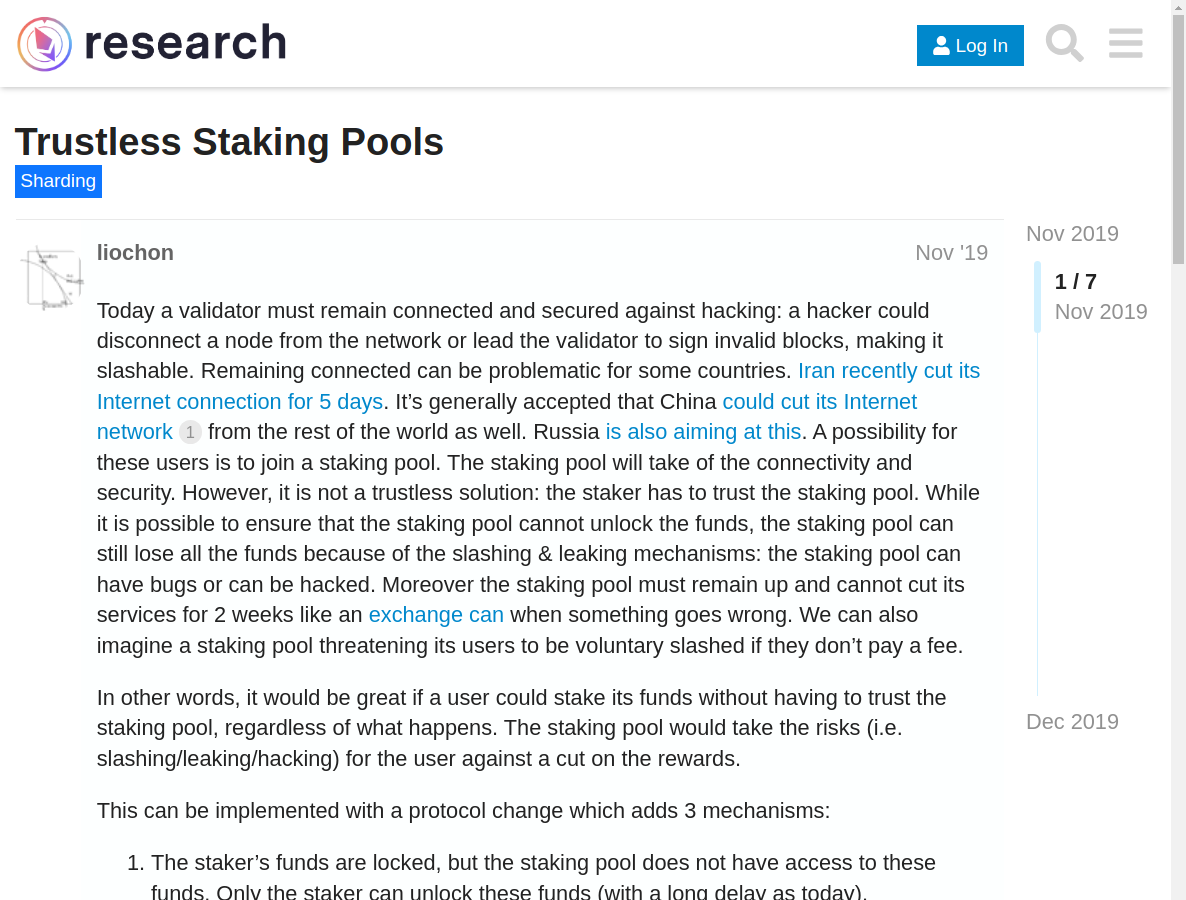 research
Log In
Trustless Staking Pools
Sharding
liochon
Nov '19
Nov 2019
1 / 7
Nov 2019
Today a validator must remain connected and secured against hacking: a hacker could
disconnect a node from the network or lead the validator to sign invalid blocks, making it
slashable. Remaining connected can be problematic for some countries. Iran recently cut its
Internet connection for 5 days. It’s generally accepted that China could cut its Internet
network 1 from the rest of the world as well. Russia is also aiming at this. A possibility for
these users is to join a staking pool. The staking pool will take of the connectivity and
security. However, it is not a trustless solution: the staker has to trust the staking pool. While
it is possible to ensure that the staking pool cannot unlock the funds, the staking pool can
still lose all the funds because of the slashing & leaking mechanisms: the staking pool can
have bugs or can be hacked. Moreover the staking pool must remain up and cannot cut its
services for 2 weeks like an exchange can when something goes wrong. We can also
imagine a staking pool threatening its users to be voluntary slashed if they don’t pay a fee.
In other words, it would be great if a user could stake its funds without having to trust the
staking pool, regardless of what happens. The staking pool would take the risks (i.e.
slashing/leaking/hacking) for the user against a cut on the rewards.
This can be implemented with a protocol change which adds 3 mechanisms:
1. The staker’s funds are locked, but the staking pool does not have access to these
funds. Only the staker can unlock these funds (with a long delay as today).
Dec 2019